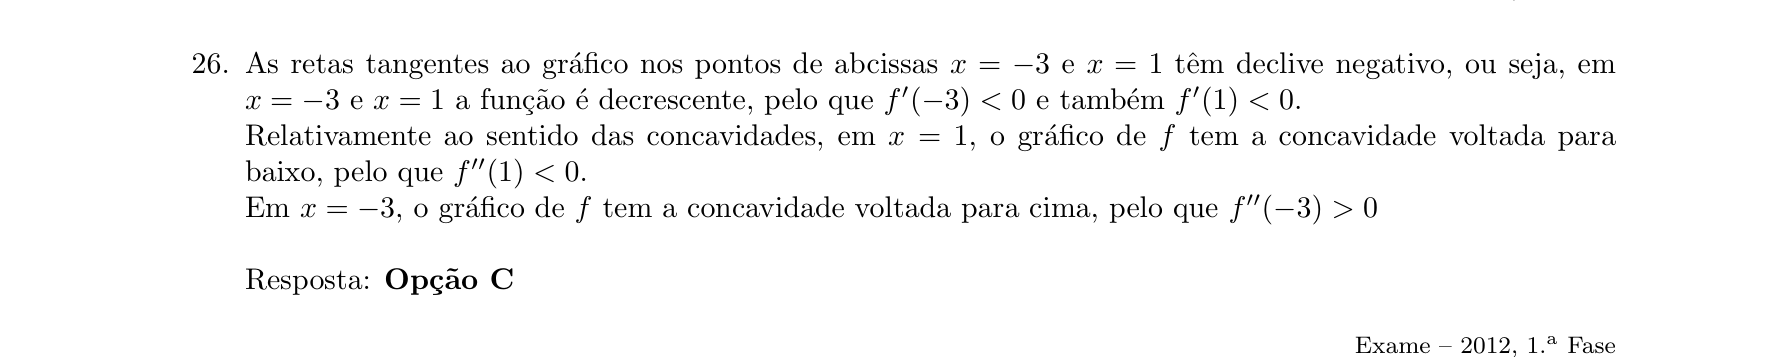 26. As retas tangentes ao gráfico nos pontos de abcissas x = −3 e x = 1 têm declive negativo, ou seja, em
x = −3 e x = 1 a função é decrescente, pelo que f′(−3) < 0 e também f′(1) < 0.
Relativamente ao sentido das concavidades, em x = 1, o gráfico de f tem a concavidade voltada para
baixo, pelo que f″(1) < 0.
Em x = −3, o gráfico de f tem a concavidade voltada para cima, pelo que f″(−3) > 0
Resposta: Opção C
Exame – 2012, 1.ª Fase